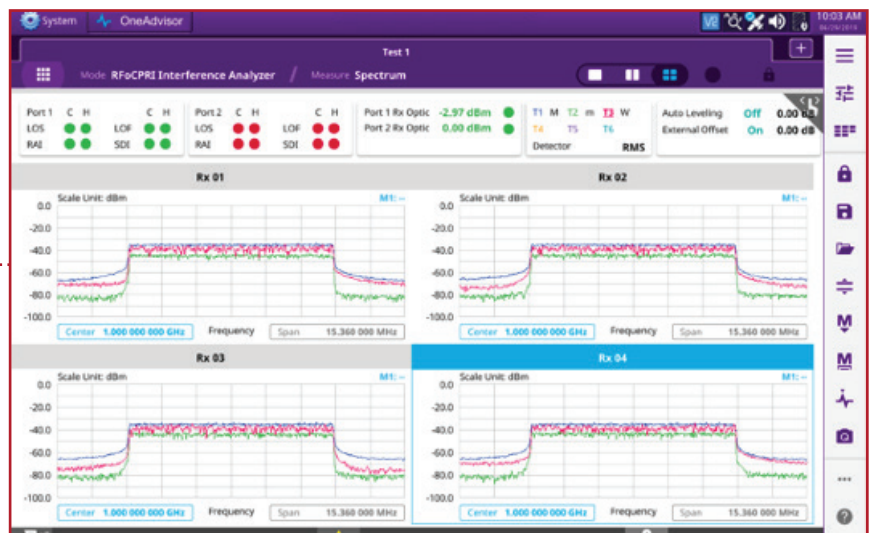 System OneAdvisor 10:03 AM
Test 1
Mode RFoCPRI Interference Analyzer / Measure Spectrum
Port 1 C H C H Port 2 C H C H Port 1 Rx Optic -2.97 dBm T1 M T2 m T3 W Auto Leveling Off 0.00 dB
LOS LOF LOS LOF Port 2 Rx Optic 0.00 dBm T4 T5 T6 External Offset On 0.00 dB
RAI SDI RAI SDI Detector RMS
Rx 01
Scale Unit: dBm M1: --
0.0
-20.0
-40.0
-60.0
-80.0
-100.0
Center 1.000 000 000 GHz Frequency Span 15.360 000 MHz
Rx 02
Scale Unit: dBm M1: --
0.0
-20.0
-40.0
-60.0
-80.0
-100.0
Center 1.000 000 000 GHz Frequency Span 15.360 000 MHz
Rx 03
Scale Unit: dBm M1: --
0.0
-20.0
-40.0
-60.0
-80.0
-100.0
Center 1.000 000 000 GHz Frequency Span 15.360 000 MHz
Rx 04
Scale Unit: dBm M1: --
0.0
-20.0
-40.0
-60.0
-80.0
-100.0
Center 1.000 000 000 GHz Frequency Span 15.360 000 MHz
M
M